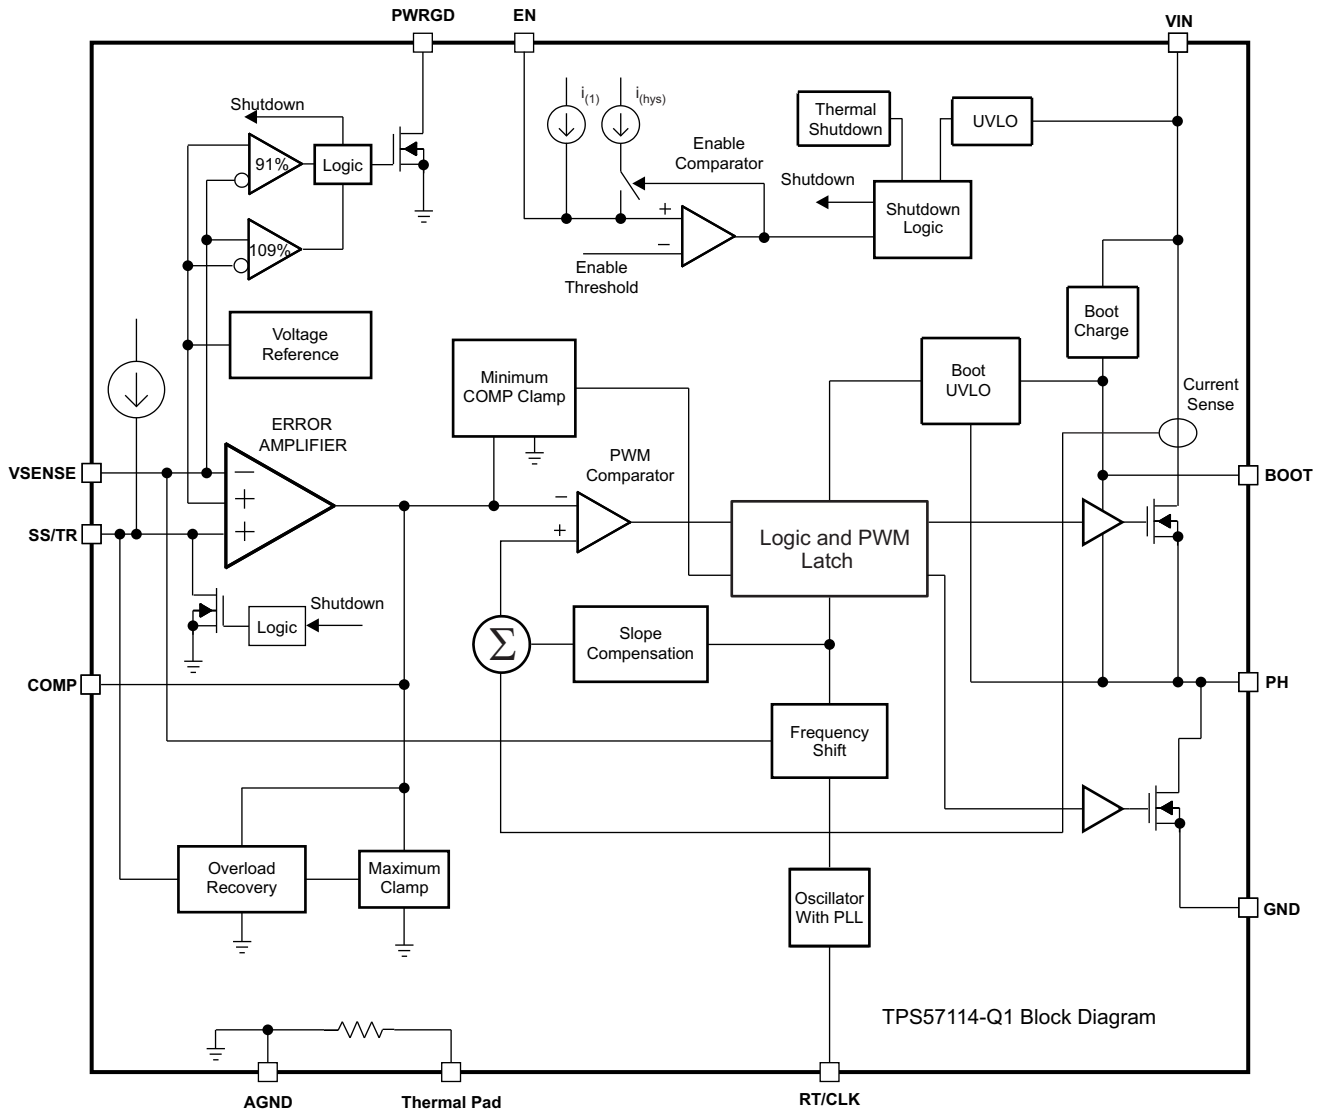 PWRGD
EN
VIN
i(1)
i(hys)
Shutdown
Thermal
Shutdown
UVLO
Enable
Comparator
91%
Logic
Shutdown
Shutdown
Logic
+
−
109%
Enable
Threshold
Voltage
Reference
Boot
Charge
Minimum
COMP Clamp
Boot
UVLO
Current
Sense
ERROR
AMPLIFIER
PWM
Comparator
VSENSE
−
+
+
−
+
BOOT
SS/TR
Logic and PWM
Latch
Shutdown
Logic
Σ
Slope
Compensation
COMP
PH
Frequency
Shift
Overload
Recovery
Maximum
Clamp
Oscillator
With PLL
GND
TPS57114-Q1 Block Diagram
AGND
Thermal Pad
RT/CLK